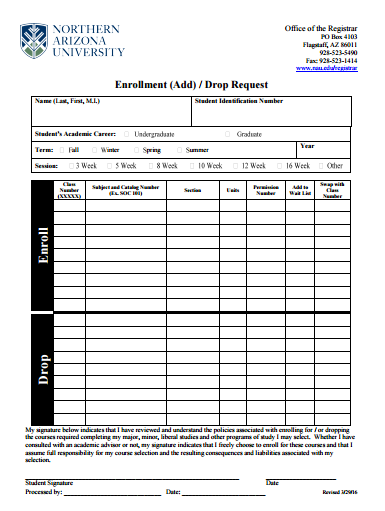 NORTHERN
ARIZONA
UNIVERSITY
Office of the Registrar
PO Box 4103
Flagstaff, AZ 86011
928-523-5490
Fax: 928-523-1414
www.nau.edu/registrar
Enrollment (Add) / Drop Request
Name (Last, First, M.I.) Student Identification Number
Student's Academic Career: Undergraduate Graduate
Term: Fall Winter Spring Summer Year
Session: 3 Week 5 Week 8 Week 10 Week 12 Week 16 Week Other
Class Number (XXXXX) Subject and Catalog Number (Ex. SOC 101) Section Units Permission Number Add to Wait List Swap with Class Number
Enroll
Drop
My signature below indicates that I have reviewed and understand the policies associated with enrolling for / or dropping
the courses required completing my major, minor, liberal studies and other programs of study I may select. Whether I have
consulted with an academic advisor or not, my signature indicates that I freely choose to enroll for these courses and that I
assume full responsibility for my course selection and the resulting consequences and liabilities associated with my
selection.
Student Signature Date
Processed by: Date: Revised 3/29/16